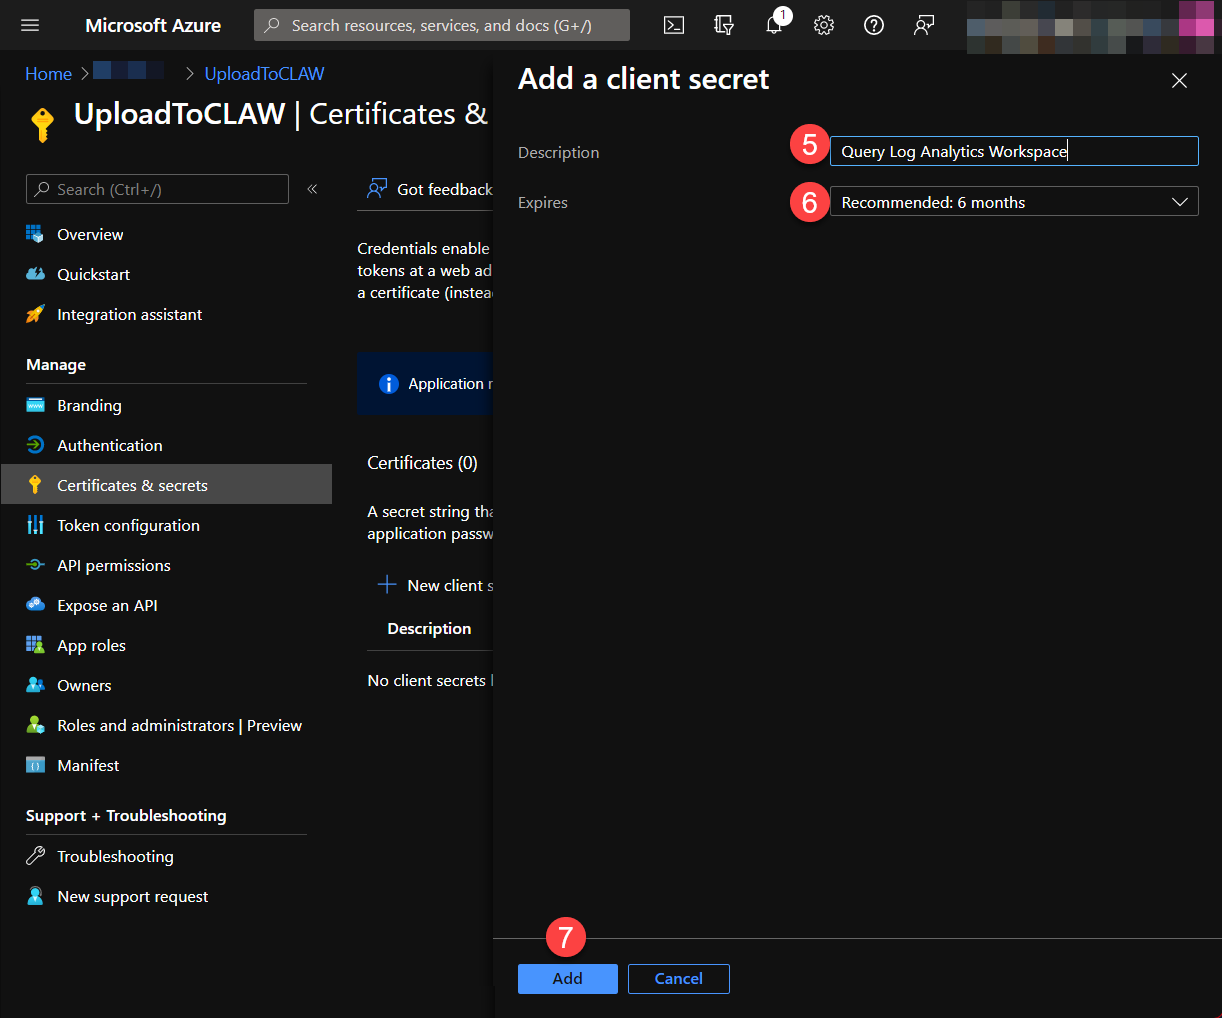 Microsoft Azure
Search resources, services, and docs (G+/)
1
Home > > UploadToCLAW
UploadToCLAW | Certificates &
Search (Ctrl+/)
«
Overview
Quickstart
Integration assistant
Manage
Branding
Authentication
Certificates & secrets
Token configuration
API permissions
Expose an API
App roles
Owners
Roles and administrators | Preview
Manifest
Support + Troubleshooting
Troubleshooting
New support request
Got feedback
Credentials enable
tokens at a web ad
a certificate (instea
Application r
Certificates (0)
A secret string tha
application passw
New client s
Description
No client secrets
Add a client secret
Description
5
Query Log Analytics Workspace
Expires
6
Recommended: 6 months
7
Add
Cancel